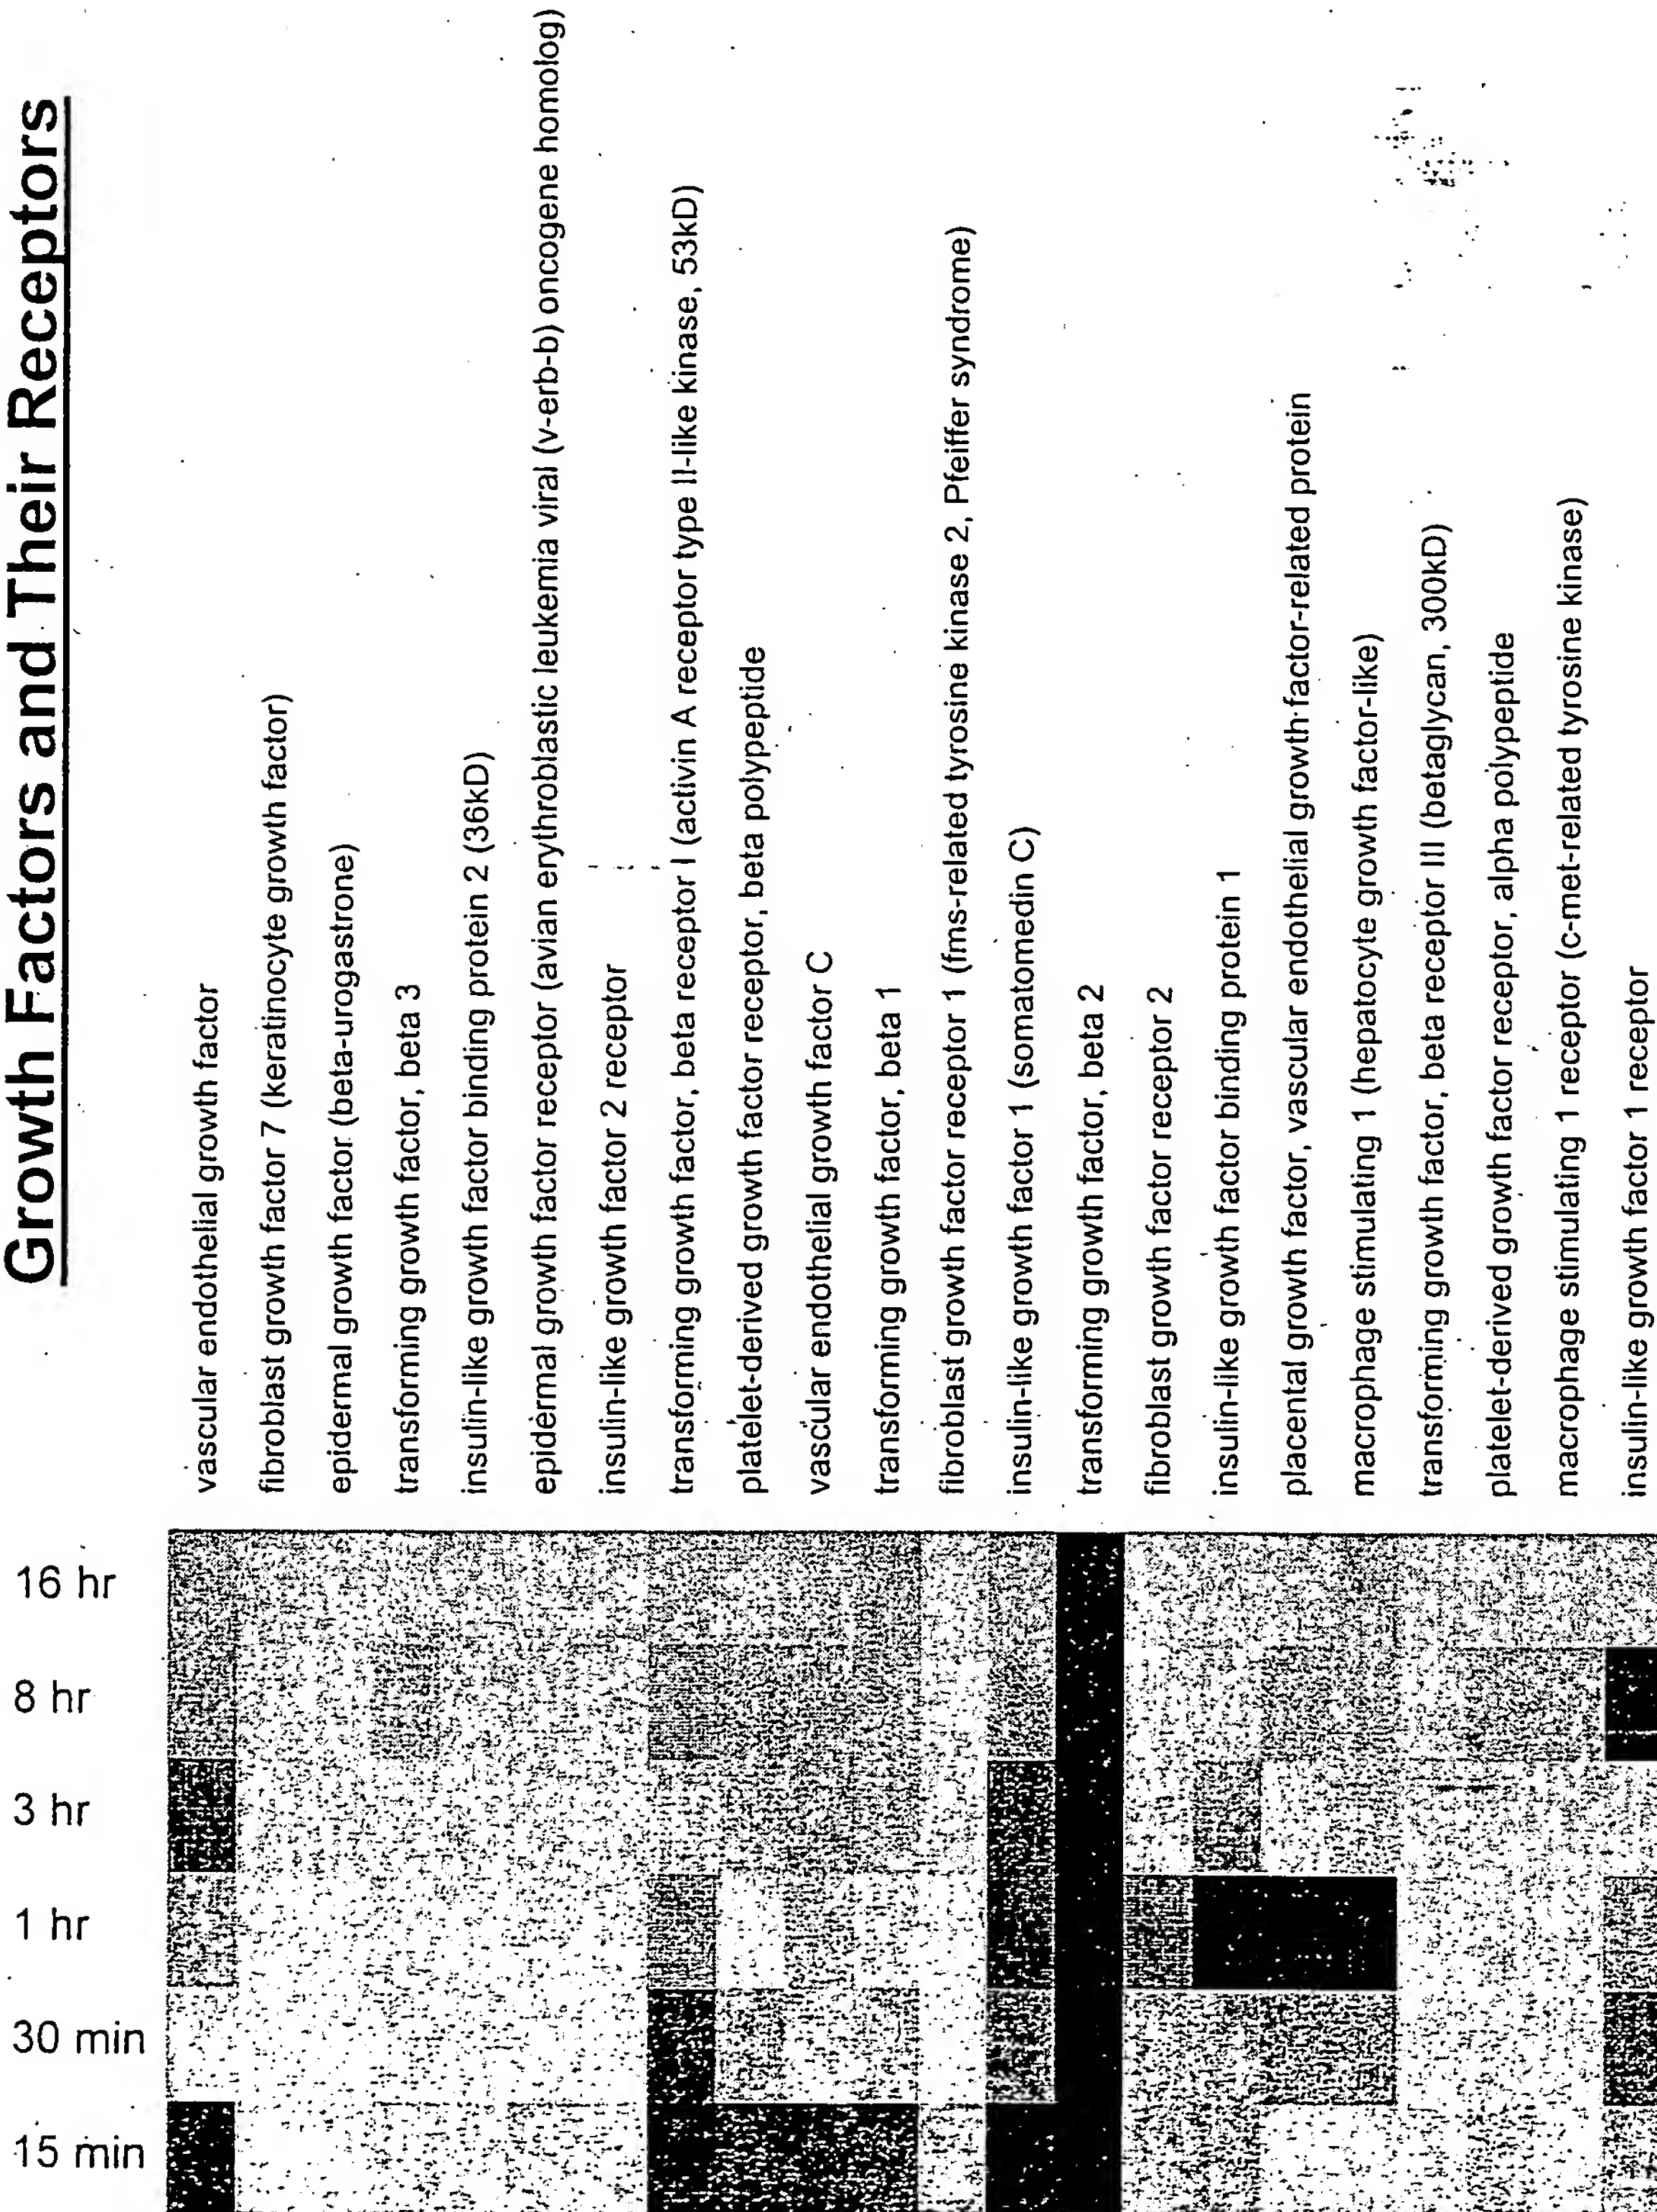 Growth Factors and Their Receptors
15 min
30 min
1 hr
3 hr
8 hr
16 hr
vascular endothelial growth factor
fibroblast growth factor 7 (keratinocyte growth factor)
epidermal growth factor (beta-urogastrone)
transforming growth factor, beta 3
insulin-like growth factor binding protein 2 (36kD)
epidermal growth factor receptor (avian erythroblastic leukemia viral (v-erb-b) oncogene homolog)
insulin-like growth factor 2 receptor
transforming growth factor, beta receptor I (activin A receptor type II-like kinase, 53kD)
platelet-derived growth factor receptor, beta polypeptide
vascular endothelial growth factor C
transforming growth factor, beta 1
fibroblast growth factor receptor 1 (fms-related tyrosine kinase 2, Pfeiffer syndrome)
insulin-like growth factor 1 (somatomedin C)
transforming growth factor, beta 2
fibroblast growth factor receptor 2
insulin-like growth factor binding protein 1
placental growth factor, vascular endothelial growth factor-related protein
macrophage stimulating 1 (hepatocyte growth factor-like)
transforming growth factor, beta receptor III (betaglycan, 300kD)
platelet-derived growth factor receptor, alpha polypeptide
macrophage stimulating 1 receptor (c-met-related tyrosine kinase)
insulin-like growth factor 1 receptor